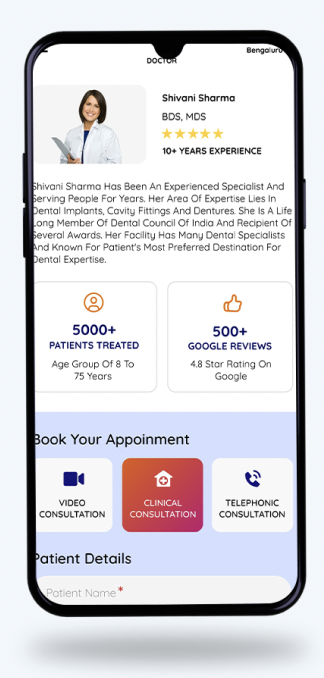 Bengaluru
DOCTOR
Shivani Sharma
BDS, MDS
10+ YEARS EXPERIENCE
Shivani Sharma Has Been An Experienced Specialist And
Serving People For Years. Her Area Of Expertise Lies In
Dental Implants, Cavity Fittings And Dentures. She Is A Life
Long Member Of Dental Council Of India And Recipient Of
Several Awards. Her Facility Has Many Dental Specialists
And Known For Patient's Most Preferred Destination For
Dental Expertise.
5000+
PATIENTS TREATED
Age Group Of 8 To
75 Years
500+
GOOGLE REVIEWS
4.8 Star Rating On
Google
Book Your Appoinment
VIDEO
CONSULTATION
CLINICAL
CONSULTATION
TELEPHONIC
CONSULTATION
Patient Details
Patient Name*